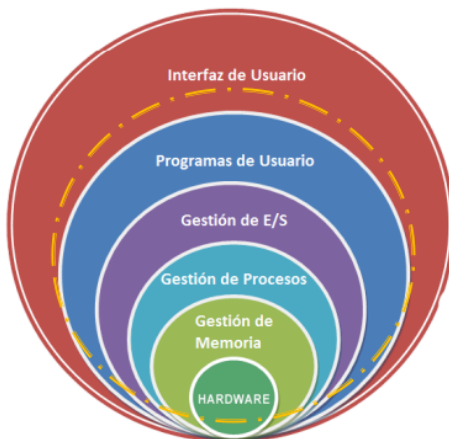 Interfaz de Usuario
Programas de Usuario
Gestión de E/S
Gestión de Procesos
Gestión de
Memoria
HARDWARE